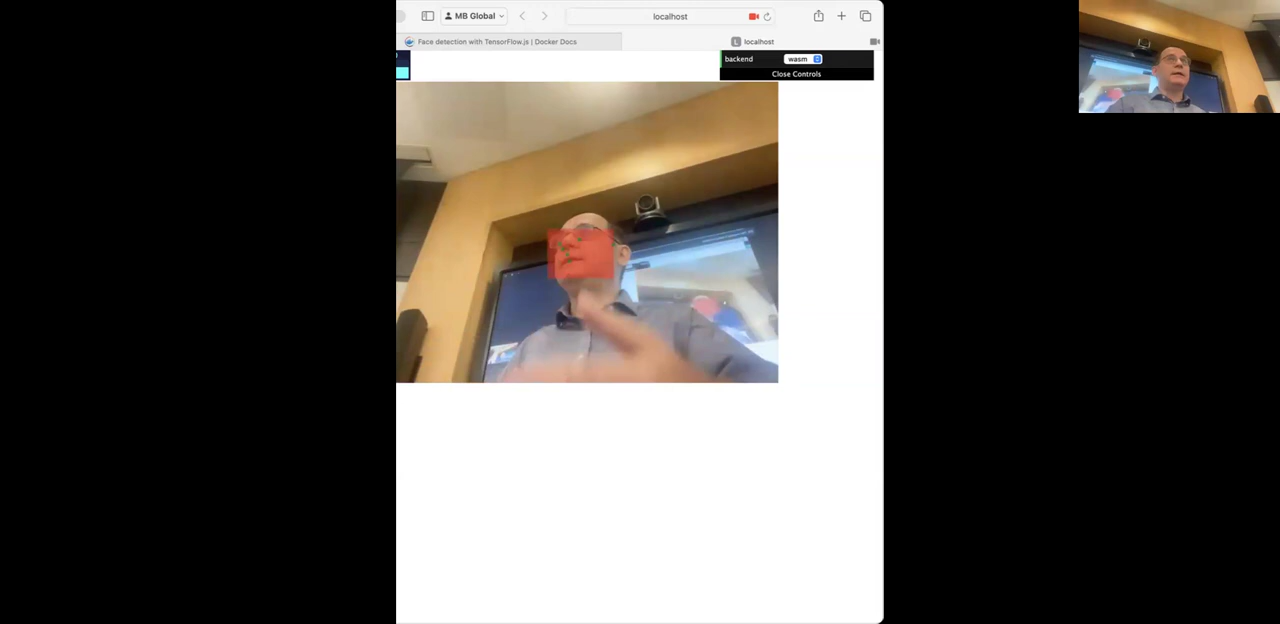 MB Global
localhost
Face detection with TensorFlow.js | Docker Docs
L localhost
backend
wasm
Close Controls